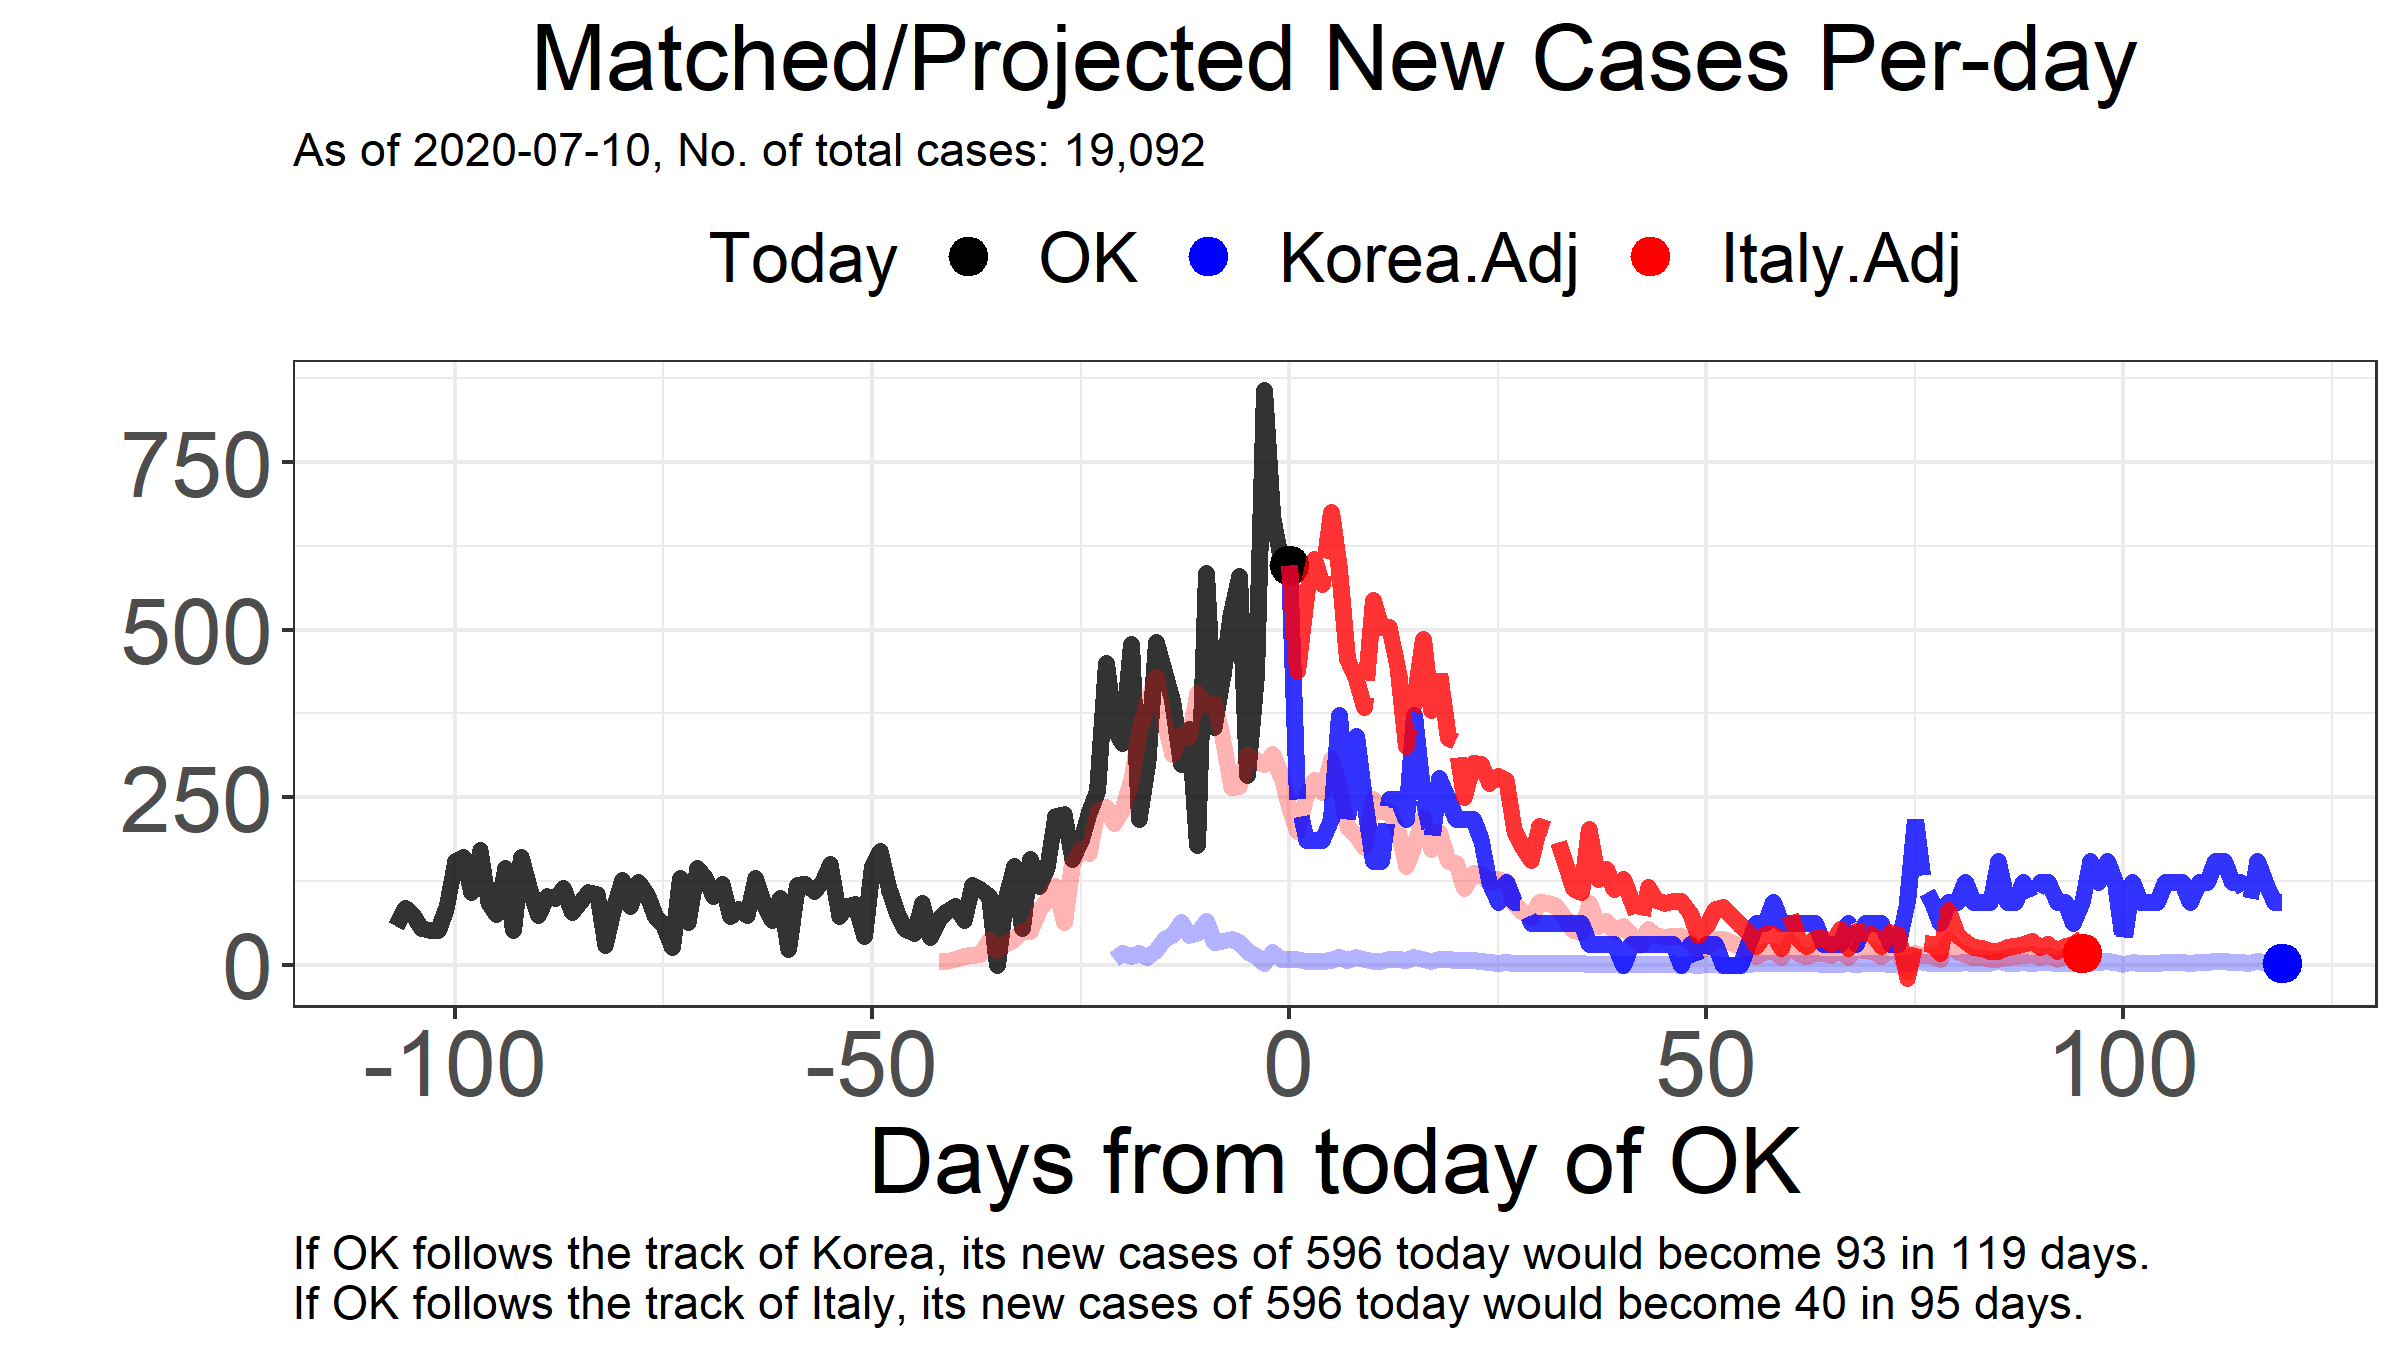 Matched/Projected New Cases Per-day
As of 2020-07-10, No. of total cases: 19,092
Today OK Korea.Adj Italy.Adj
750
500
250
0
-100 -50 0 50 100
Days from today of OK
If OK follows the track of Korea, its new cases of 596 today would become 93 in 119 days.
If OK follows the track of Italy, its new cases of 596 today would become 40 in 95 days.